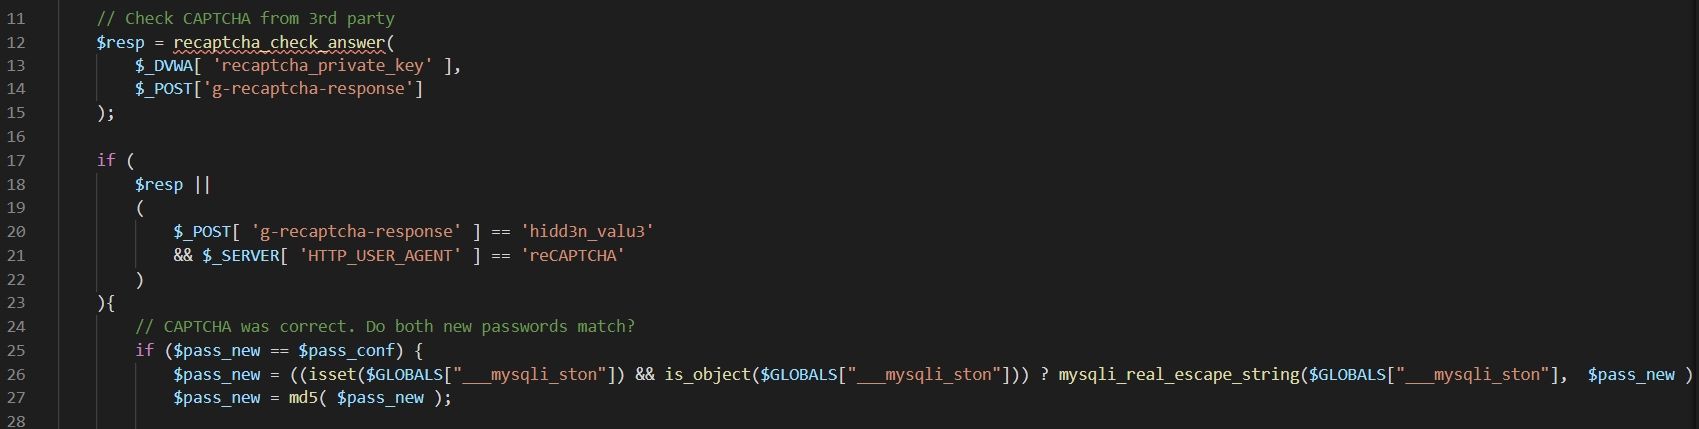 11 // Check CAPTCHA from 3rd party
12 $resp = recaptcha_check_answer(
13 $_DVWA[ 'recaptcha_private_key' ],
14 $_POST['g-recaptcha-response']
15 );
16
17 if (
18 $resp ||
19 (
20 $_POST[ 'g-recaptcha-response' ] == 'hidd3n_valu3'
21 && $_SERVER[ 'HTTP_USER_AGENT' ] == 'reCAPTCHA'
22 )
23 ){
24 // CAPTCHA was correct. Do both new passwords match?
25 if ($pass_new == $pass_conf) {
26 $pass_new = ((isset($GLOBALS["___mysqli_ston"]) && is_object($GLOBALS["___mysqli_ston"])) ? mysqli_real_escape_string($GLOBALS["___mysqli_ston"],  $pass_new )
27 $pass_new = md5( $pass_new );
28